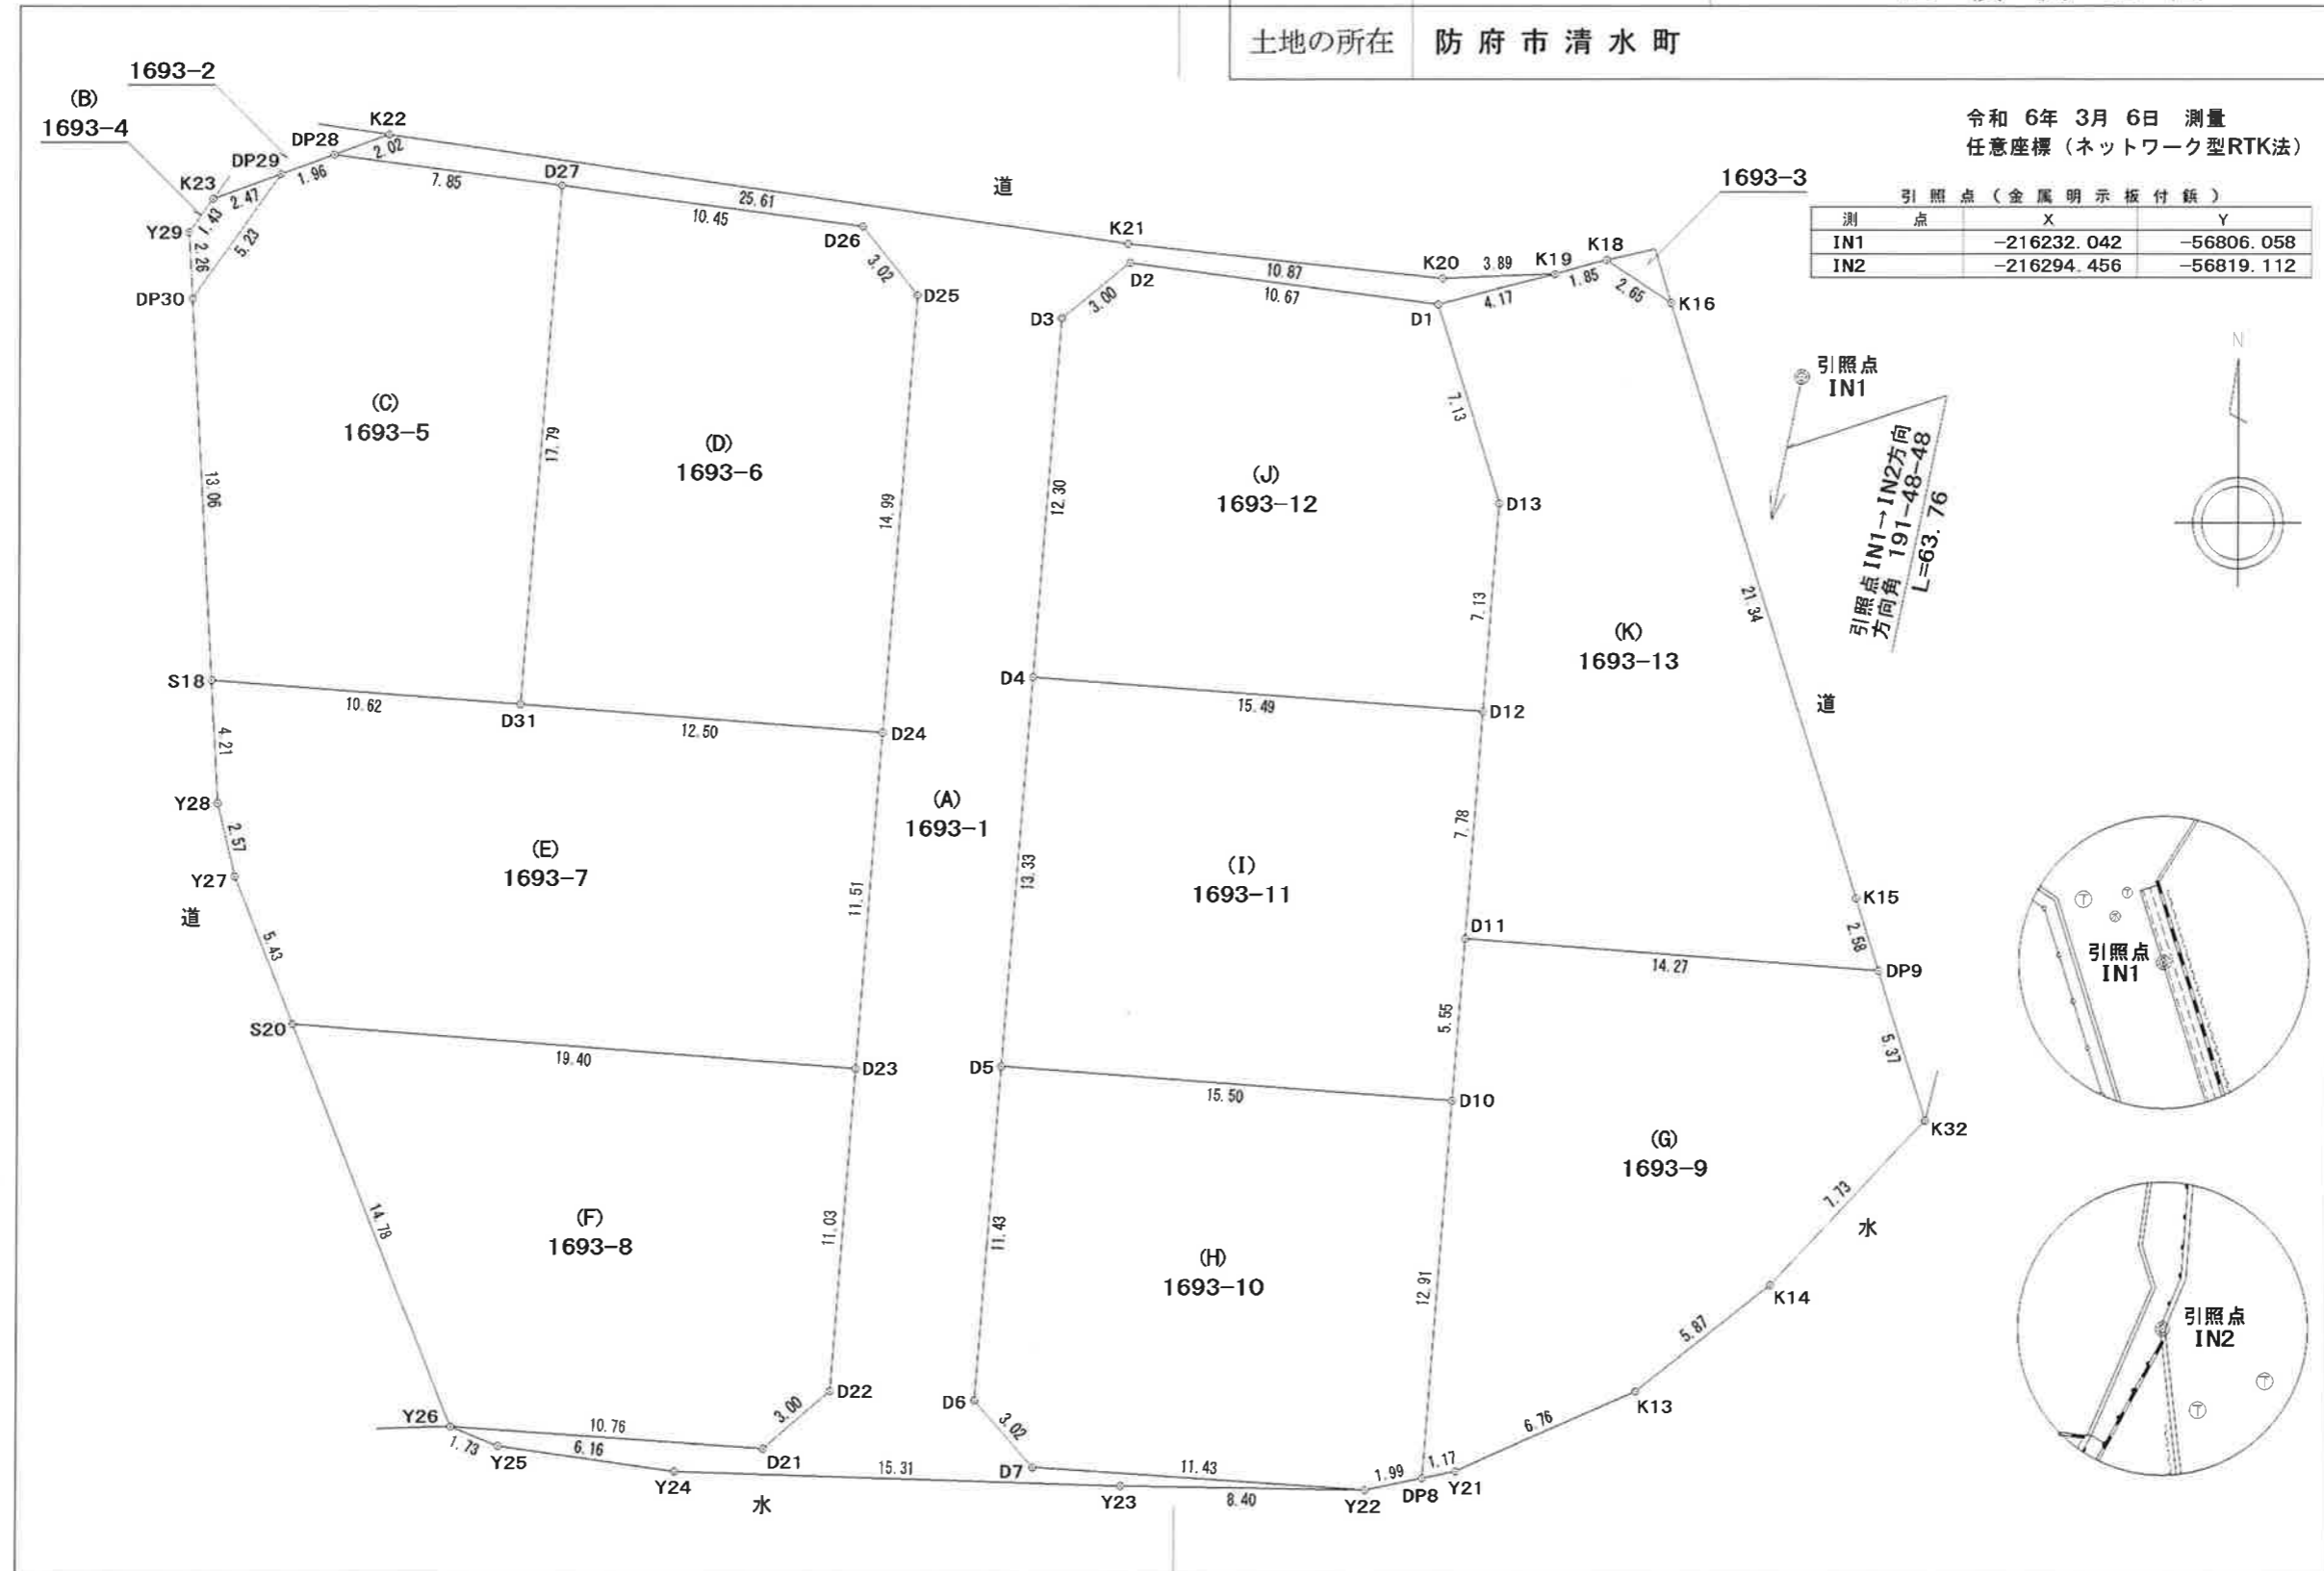 土地の所在 防府市清水町
令和 6年 3月 6日 測量
任意座標（ネットワーク型RTK法）
引照点（金属明示板付鋲）
測 点 X Y
IN1 -216232.042 -56806.058
IN2 -216294.456 -56819.112
1693-2
(B)
1693-4
K22
DP28
2.02
DP29
1.96
K23
2.47
1.43
Y29
2.26
5.23
DP30
7.85
D27
10.45
25.61
道
D26
3.02
D25
K21
D2
10.87
10.67
3.00
D3
K20
3.89
K19
K18
1.85
2.65
4.17
D1
1693-3
K16
N
引照点
IN1
引照点IN1→IN2方向
方向角 191-48-48
L=63.76
(C)
1693-5
17.79
(D)
1693-6
13.06
14.99
12.30
(J)
1693-12
7.13
D13
7.13
21.34
(K)
1693-13
道
S18
10.62
D31
12.50
D24
D4
15.49
D12
4.21
Y28
2.57
Y27
道
5.43
(E)
1693-7
11.51
(A)
1693-1
13.33
(I)
1693-11
7.78
D11
K15
2.58
14.27
DP9
5.55
5.37
S20
19.40
D23
D5
15.50
D10
K32
引照点
IN1
(F)
1693-8
14.78
11.03
11.43
(H)
1693-10
12.91
(G)
1693-9
7.73
水
K14
5.87
引照点
IN2
D22
3.00
D6
3.02
K13
6.76
Y26
10.76
1.73
Y25
6.16
D21
Y24
15.31
水
D7
11.43
Y23
8.40
Y22
1.99
DP8
1.17
Y21